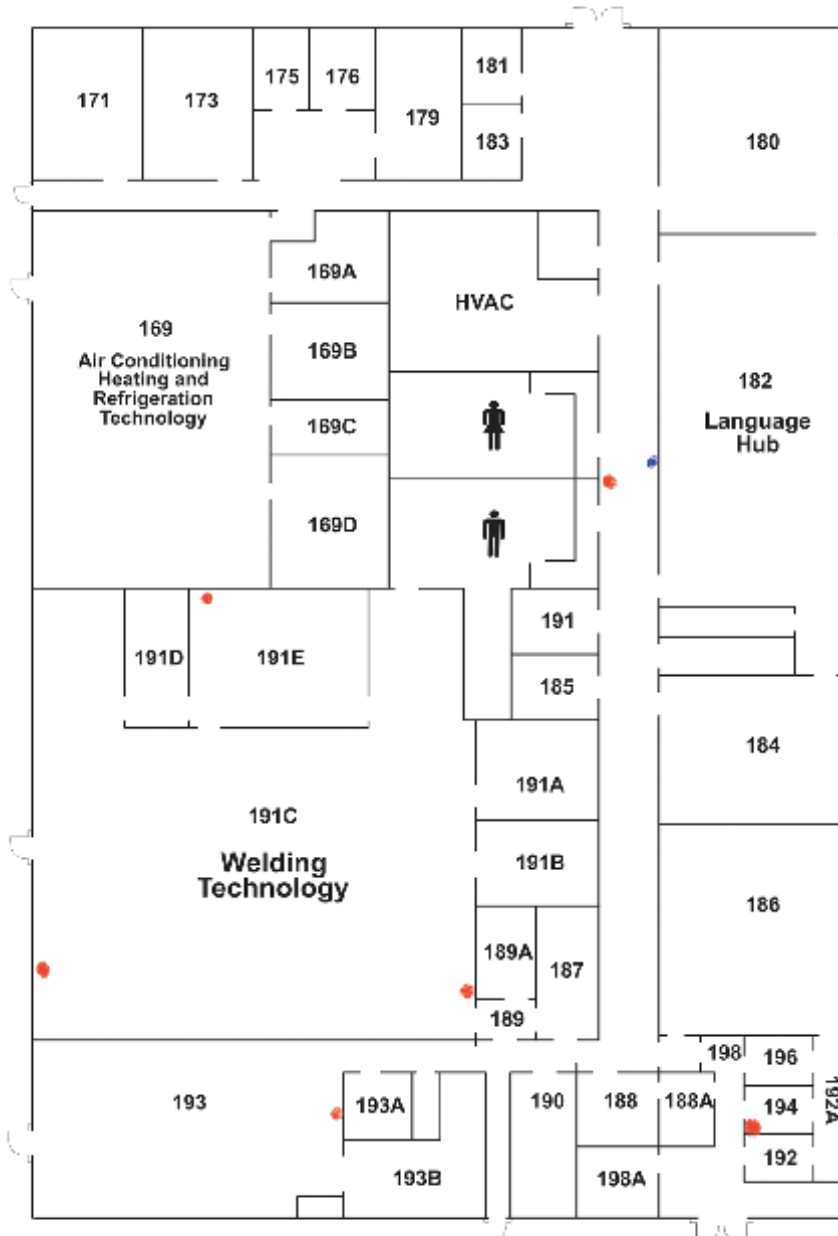 171
173
175
176
179
181
183
180
169
Air Conditioning
Heating and
Refrigeration
Technology
169A
169B
169C
169D
HVAC
182
Language
Hub
191D
191E
191
185
184
191C
Welding
Technology
191A
191B
186
189A
187
189
198
196
193
193A
190
188
188A
194
192A
192
193B
198A